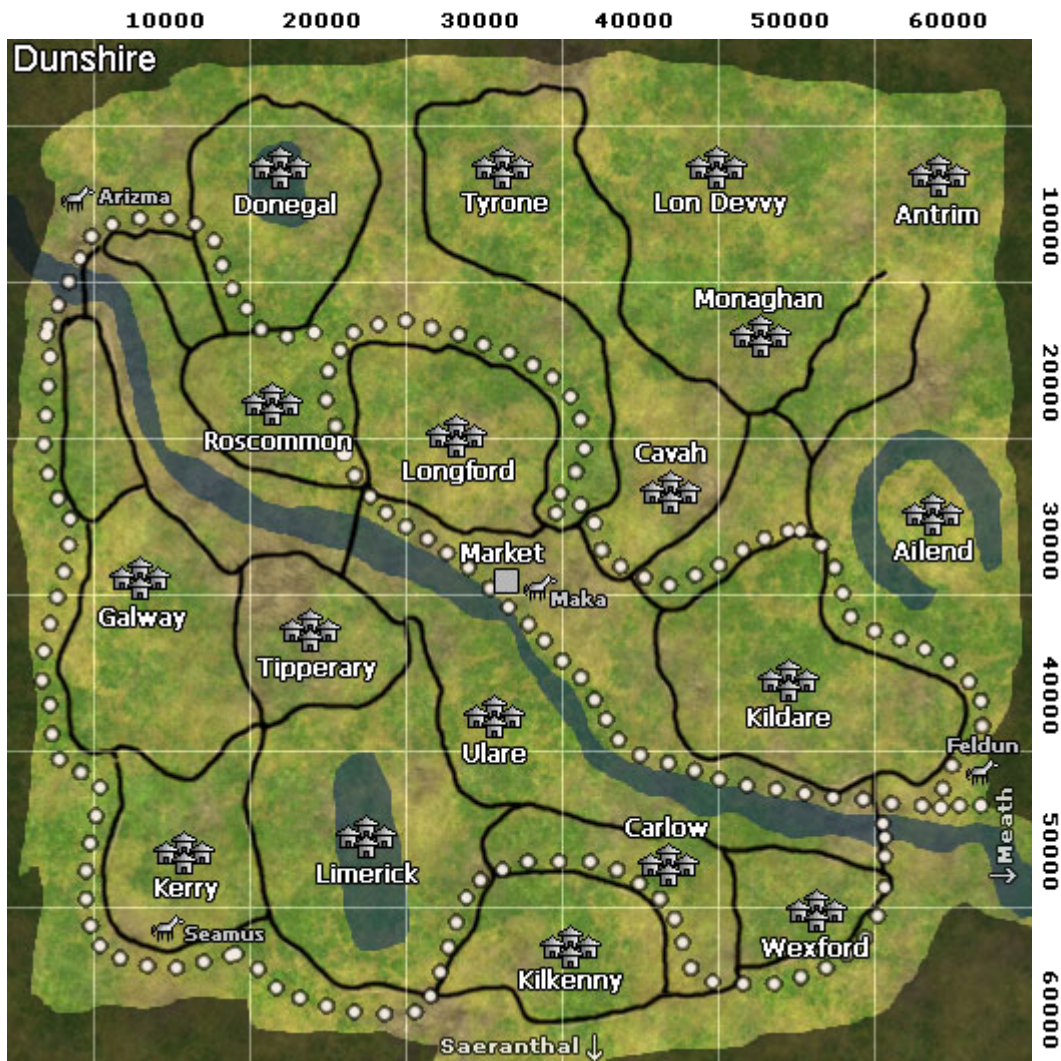 10000 20000 30000 40000 50000 60000
Dunshire
Arizma
Donegal
Tyrone
Lon Devvy
Antrim
10000
Monaghan
20000
Roscommon
Longford
Cavah
30000
Market
Ailend
Maka
Galway
Tipperary
Kildare
40000
Ulare
Feldun
Meath
Carlow
50000
Limerick
Kerry
Seamus
Wexford
Kilkenny
60000
Saeranthal